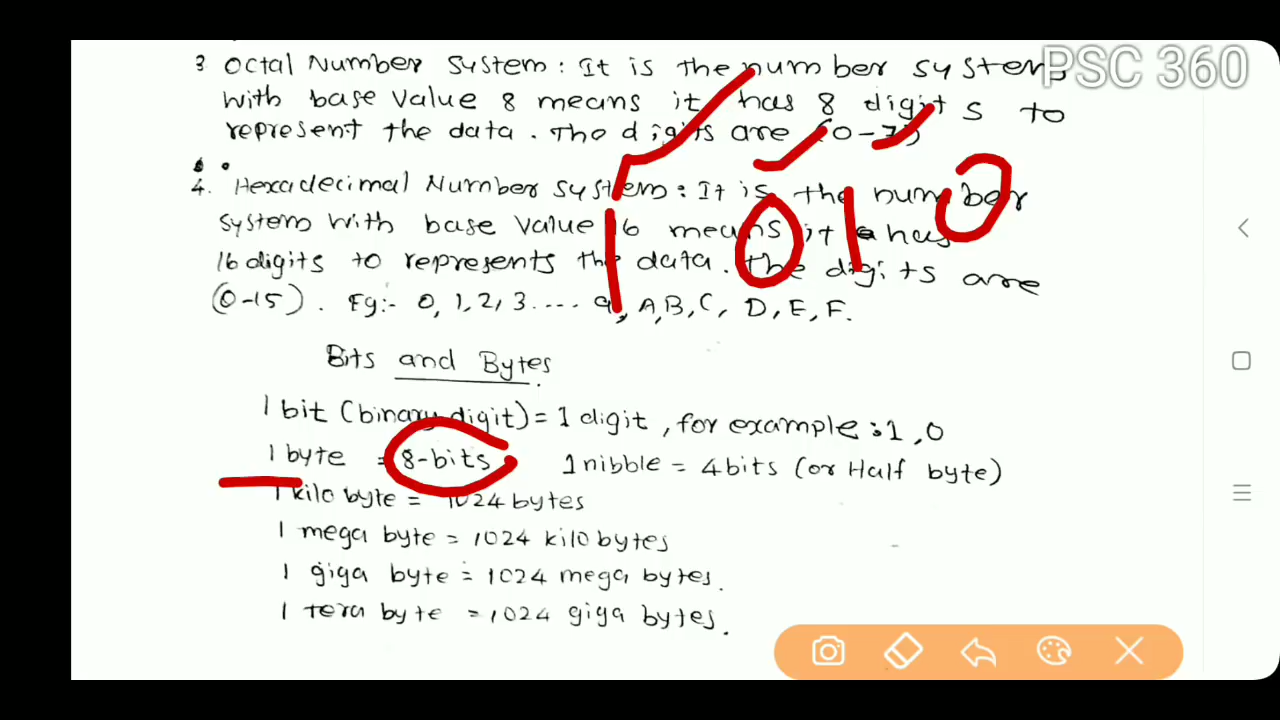 PSC 360
3 Octal Number System: It is the number system
with base value 8 means it has 8 digits to
represent the data. The digits are (0-7)
4. Hexadecimal Number System: It is the number
system with base value 16 means it has
16 digits to represents the data. The digits are
(0-15). Eg:- 0, 1, 2, 3.... 9, A, B, C, D, E, F.
1 0 1 0
Bits and Bytes.
1 bit (binary digit) = 1 digit, for example: 1, 0
1 byte = 8-bits 1 nibble = 4 bits (or Half byte)
1 kilo byte = 1024 bytes
1 mega byte = 1024 kilo bytes
1 giga byte = 1024 mega bytes.
1 tera byte = 1024 giga bytes.